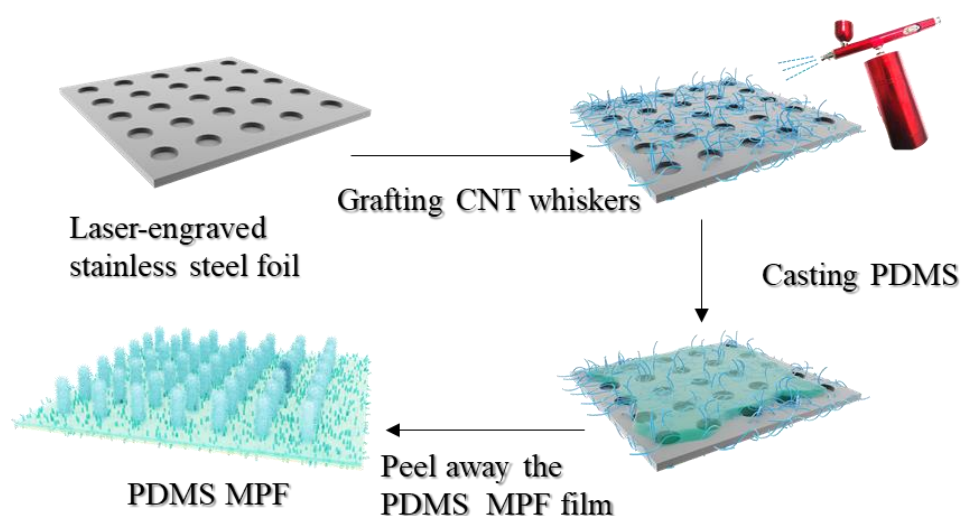 Laser-engraved
stainless steel foil
Grafting CNT whiskers
Casting PDMS
Peel away the
PDMS MPF film
PDMS MPF